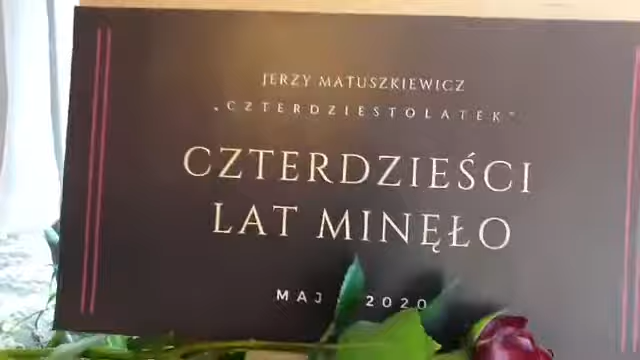 JERZY MATUSZKIEWICZ
„CZTERDZIESTOLATEK”
CZTERDZIEŚCI
LAT MINĘŁO
MAJ 2020